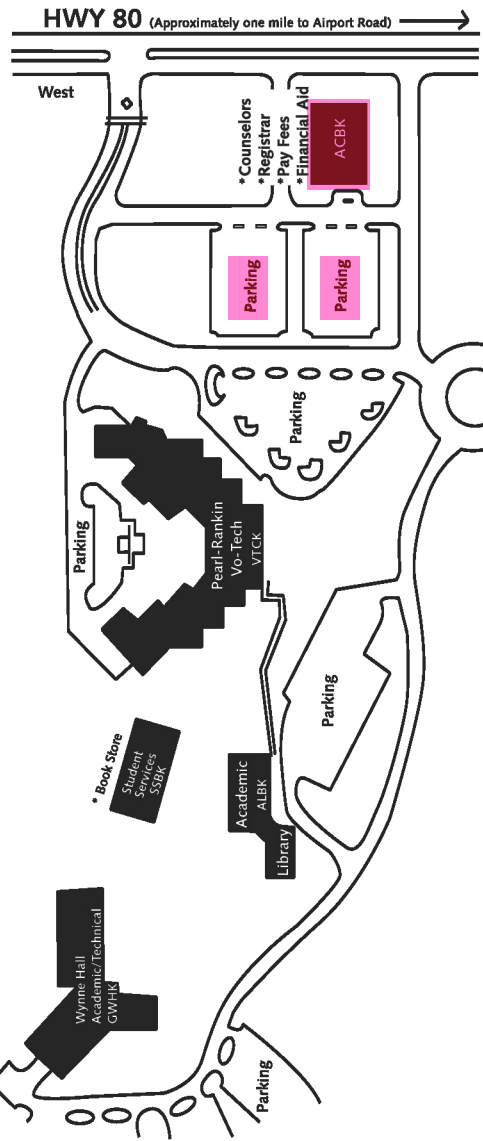 HWY 80 (Approximately one mile to Airport Road)
West
*Counselors
*Registrar
*Pay Fees
*Financial Aid
ACBK
Parking
Parking
Parking
Parking
Pearl-Rankin
Vo-Tech
VTCK
Parking
* Book Store
Student
Services
SSBK
Academic
ALBK
Library
Wynne Hall
Academic/Technical
GWHK
Parking